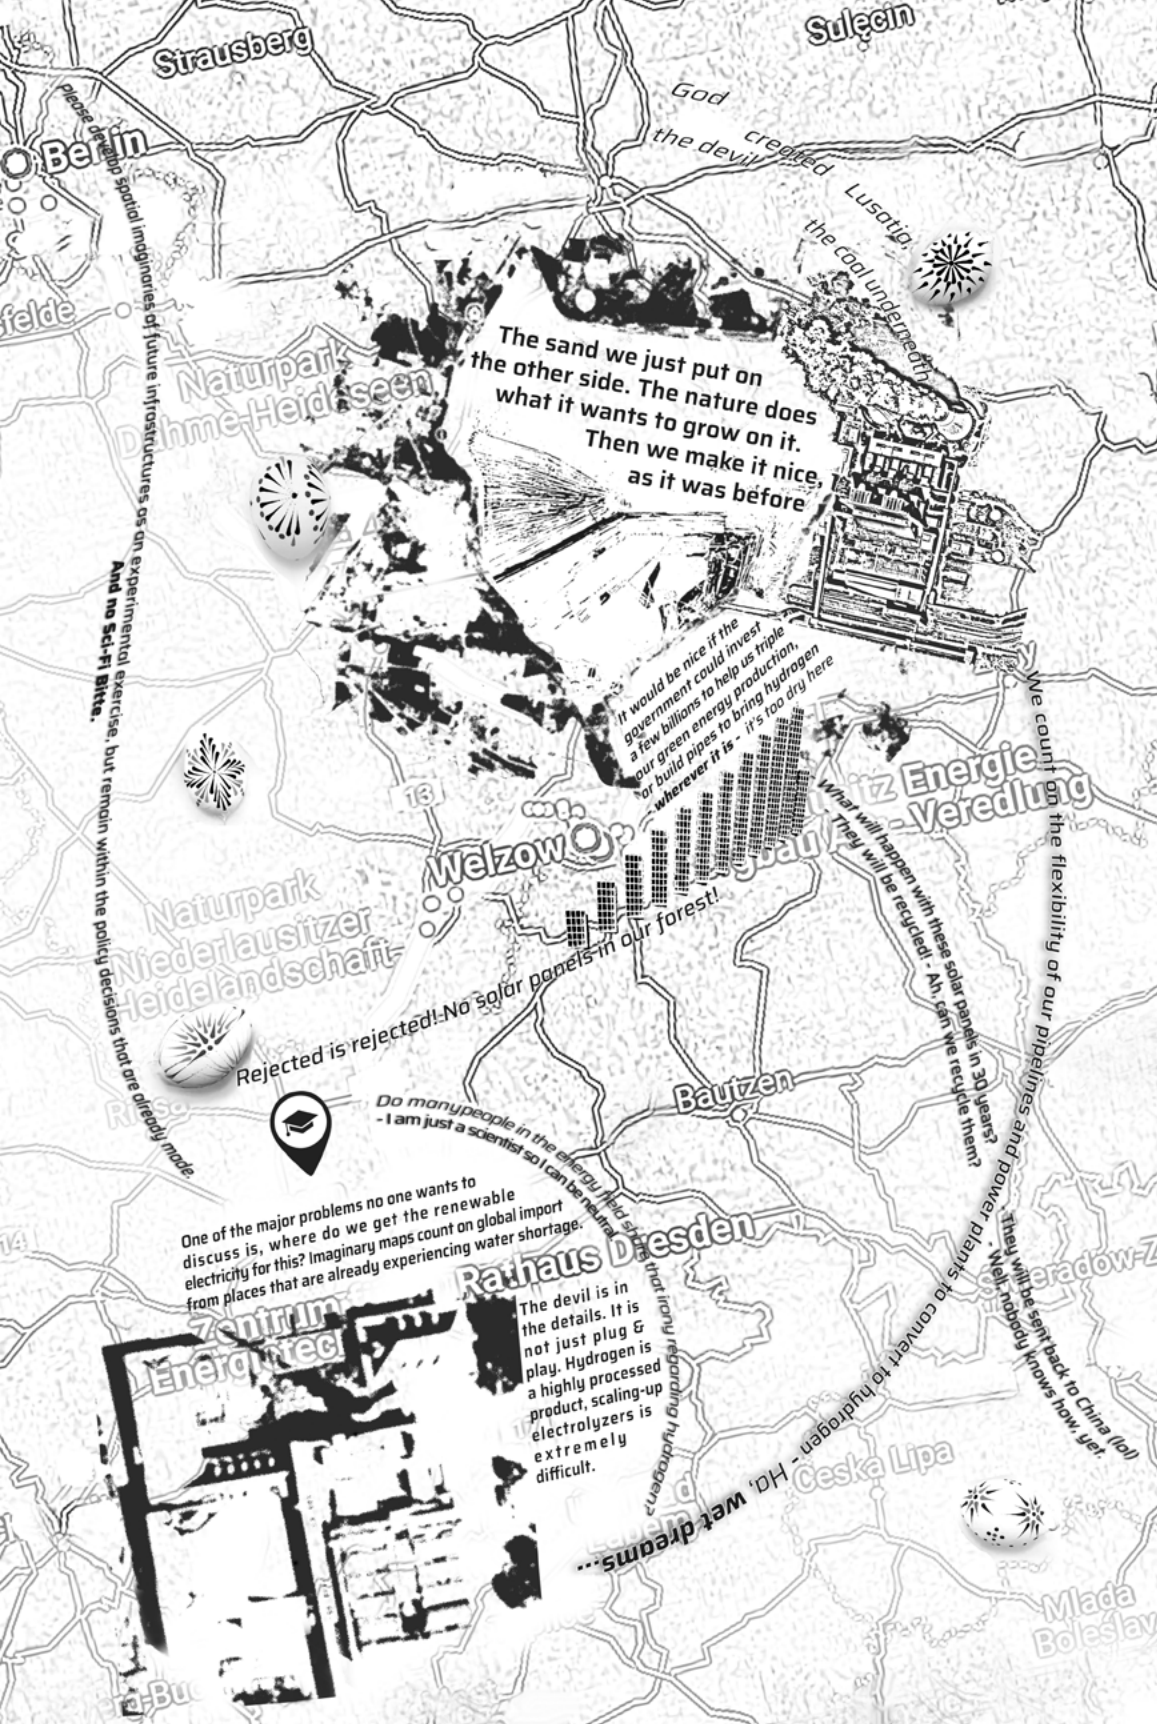 Strausberg
Sulęcin
Berlin
God
created
Lusatia,
the devil
the coal underneath
Please develop spatial imaginaries of future infrastructures as an experimental exercise, but remain within the policy decisions that are already made.
And no Sci-Fi Bitte.
efelde
Naturpark
Dahme-Heideseen
The sand we just put on
the other side. The nature does
what it wants to grow on it.
Then we make it nice,
as it was before
It would be nice if the
government could invest
a few billions to help us triple
our green energy production,
or build pipes to bring hydrogen
- wherever it is - it's too dry here
13
Welzow
Energie
- Veredlung
We count on the flexibility of our pipelines and power plants to convert to hydrogen - Ha, wet dreams...
What will happen with these solar panels in 30 years?
- They will be recycled! - Ah, can we recycle them?
- They will be sent back to China (lol)
- Well, nobody knows how, yet.
Naturpark
Niederlausitzer
Heidelandschaft
Rejected is rejected! No solar panels in our forest!
Riesa
Bautzen
Do many people in the energy field share that irony regarding hydrogen?
- I am just a scientist so I can be neutral
One of the major problems no one wants to
discuss is, where do we get the renewable
electricity for this? Imaginary maps count on global import
from places that are already experiencing water shortage.
14
Rathaus Dresden
Zentrum
Energietec
The devil is in
the details. It is
not just plug &
play. Hydrogen is
a highly processed
product, scaling-up
electrolyzers is
extremely
difficult.
Ceska Lipa
Mlada
Boleslav